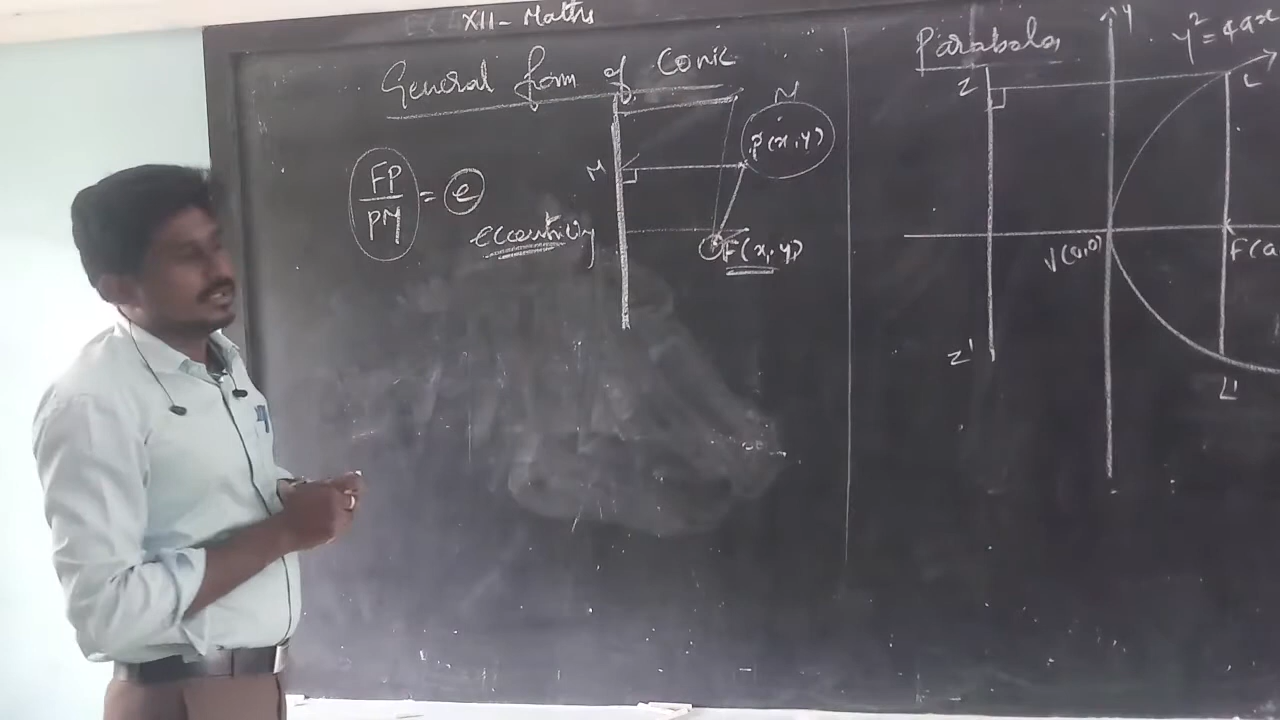 XII- Maths
General form of Conic
M
P(x, y)
FP/PM = e
eccentricity
F(x, y)
Parabola
y
y² = 4ax
Z
L
V(0,0)
F(a
Z'
L'